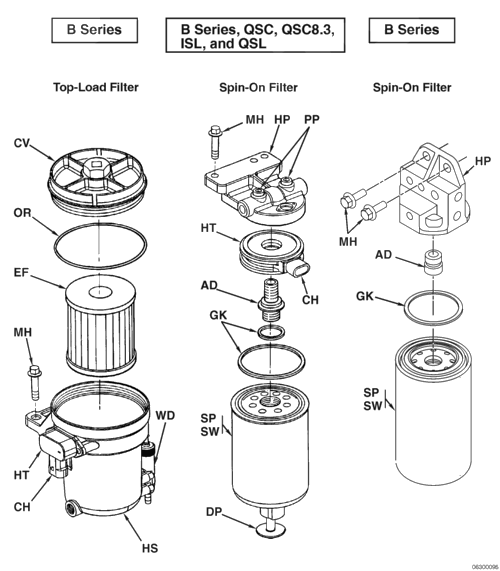 B Series
B Series, QSC, QSC8.3,
ISL, and QSL
B Series
Top-Load Filter
Spin-On Filter
Spin-On Filter
CV
OR
EF
MH
HT
CH
WD
HS
MH
HP
PP
HT
CH
AD
GK
SP
SW
DP
HP
MH
AD
GK
SP
SW
06300096